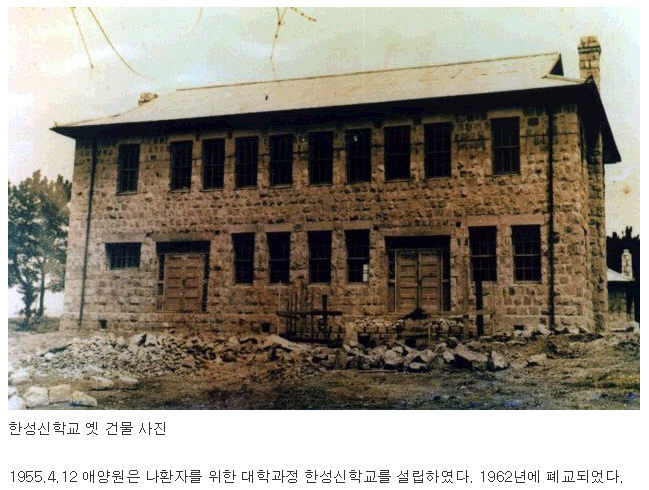 한성신학교 옛 건물 사진
1955.4.12 애양원은 나환자를 위한 대학과정 한성신학교를 설립하였다. 1962년에 폐교되었다.